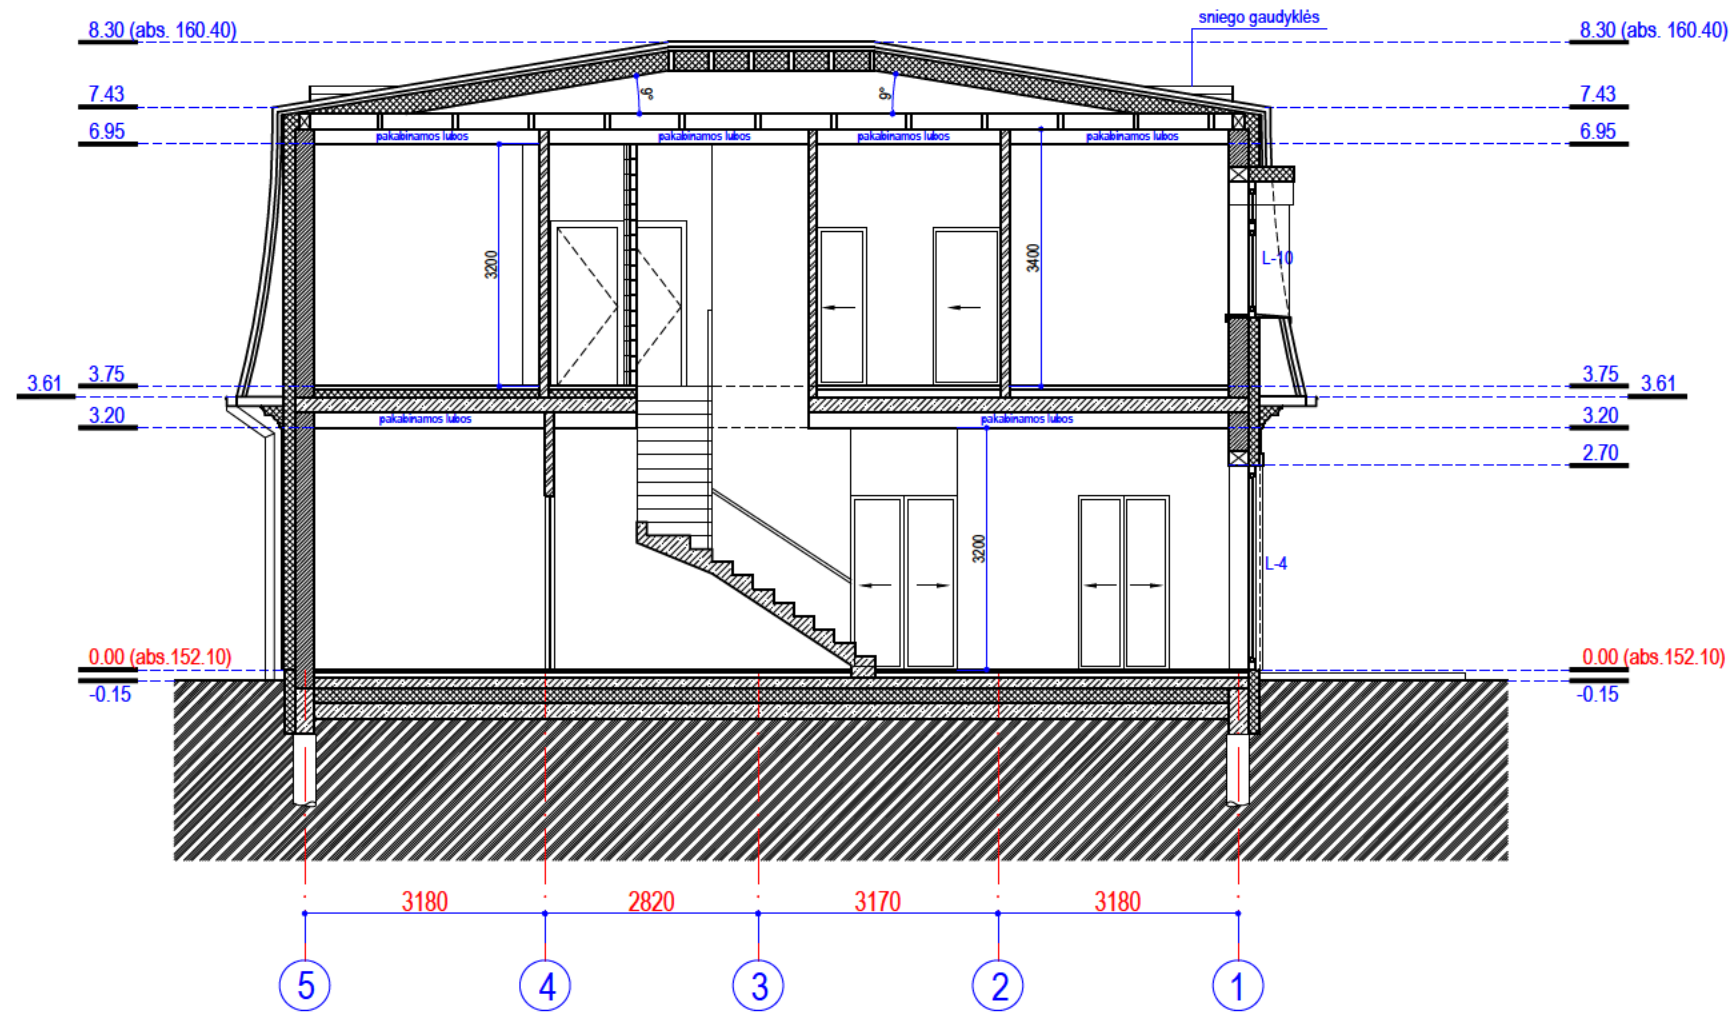 sniego gaudyklės
8.30 (abs. 160.40)
8.30 (abs. 160.40)
9°
9°
7.43
7.43
6.95
pakabinamos lubos
pakabinamos lubos
pakabinamos lubos
pakabinamos lubos
6.95
3200
3400
L-10
3.61
3.75
3.75
3.61
3.20
pakabinamos lubos
pakabinamos lubos
3.20
2.70
3200
L-4
0.00 (abs.152.10)
0.00 (abs.152.10)
-0.15
-0.15
3180
2820
3170
3180
5
4
3
2
1